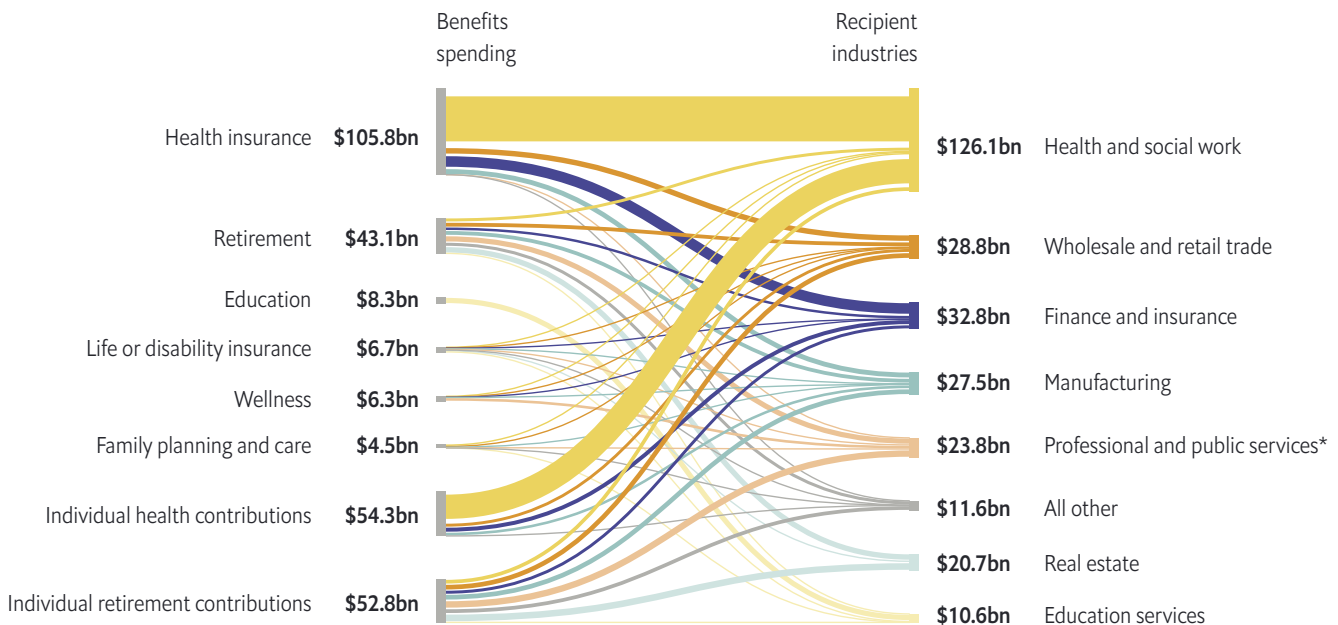 Benefits
spending
Recipient
industries
Health insurance $105.8bn
Retirement $43.1bn
Education $8.3bn
Life or disability insurance $6.7bn
Wellness $6.3bn
Family planning and care $4.5bn
Individual health contributions $54.3bn
Individual retirement contributions $52.8bn
$126.1bn Health and social work
$28.8bn Wholesale and retail trade
$32.8bn Finance and insurance
$27.5bn Manufacturing
$23.8bn Professional and public services*
$11.6bn All other
$20.7bn Real estate
$10.6bn Education services